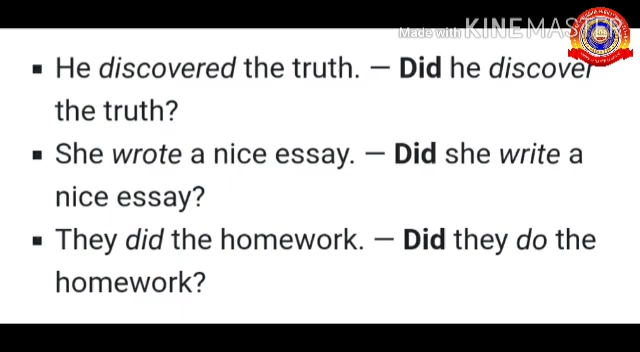 Made with KINEMASTER
▪ He discovered the truth. — Did he discover
the truth?
▪ She wrote a nice essay. — Did she write a
nice essay?
▪ They did the homework. — Did they do the
homework?